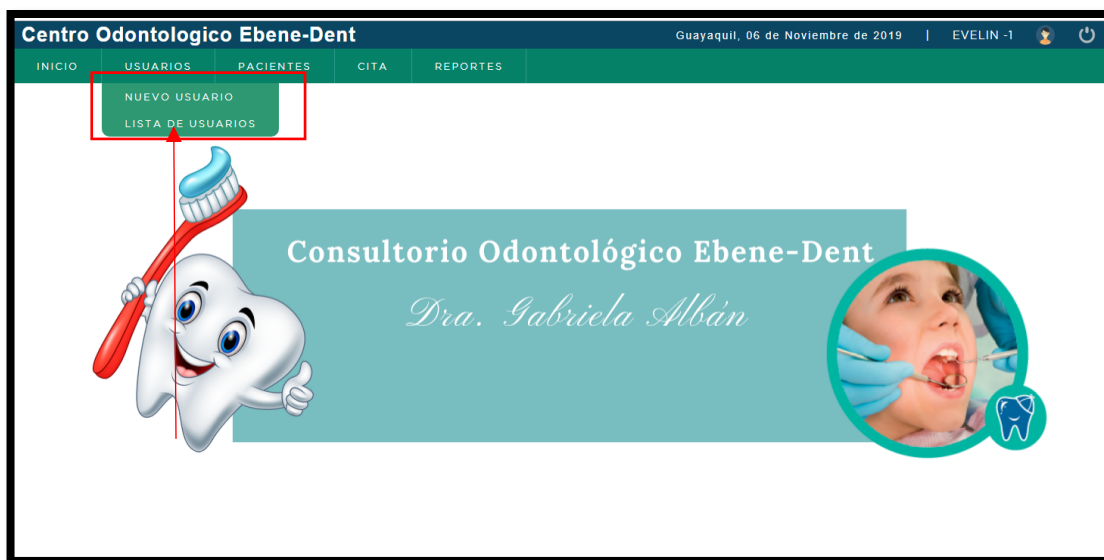 Centro Odontologico Ebene-Dent
Guayaquil, 06 de Noviembre de 2019 | EVELIN -1
INICIO USUARIOS PACIENTES CITA REPORTES
NUEVO USUARIO
LISTA DE USUARIOS
Consultorio Odontológico Ebene-Dent
Dra. Gabriela Albán